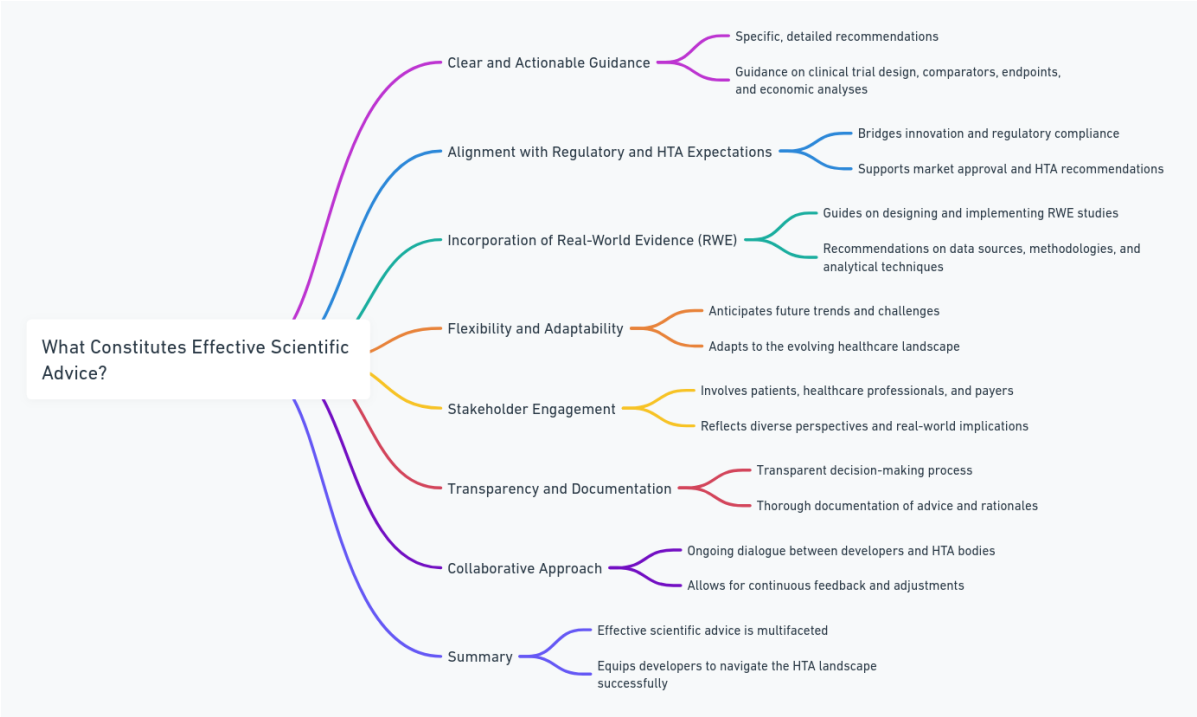 What Constitutes Effective Scientific
Advice?
Clear and Actionable Guidance
Specific, detailed recommendations
Guidance on clinical trial design, comparators, endpoints,
and economic analyses
Alignment with Regulatory and HTA Expectations
Bridges innovation and regulatory compliance
Supports market approval and HTA recommendations
Incorporation of Real-World Evidence (RWE)
Guides on designing and implementing RWE studies
Recommendations on data sources, methodologies, and
analytical techniques
Flexibility and Adaptability
Anticipates future trends and challenges
Adapts to the evolving healthcare landscape
Stakeholder Engagement
Involves patients, healthcare professionals, and payers
Reflects diverse perspectives and real-world implications
Transparency and Documentation
Transparent decision-making process
Thorough documentation of advice and rationales
Collaborative Approach
Ongoing dialogue between developers and HTA bodies
Allows for continuous feedback and adjustments
Summary
Effective scientific advice is multifaceted
Equips developers to navigate the HTA landscape
successfully